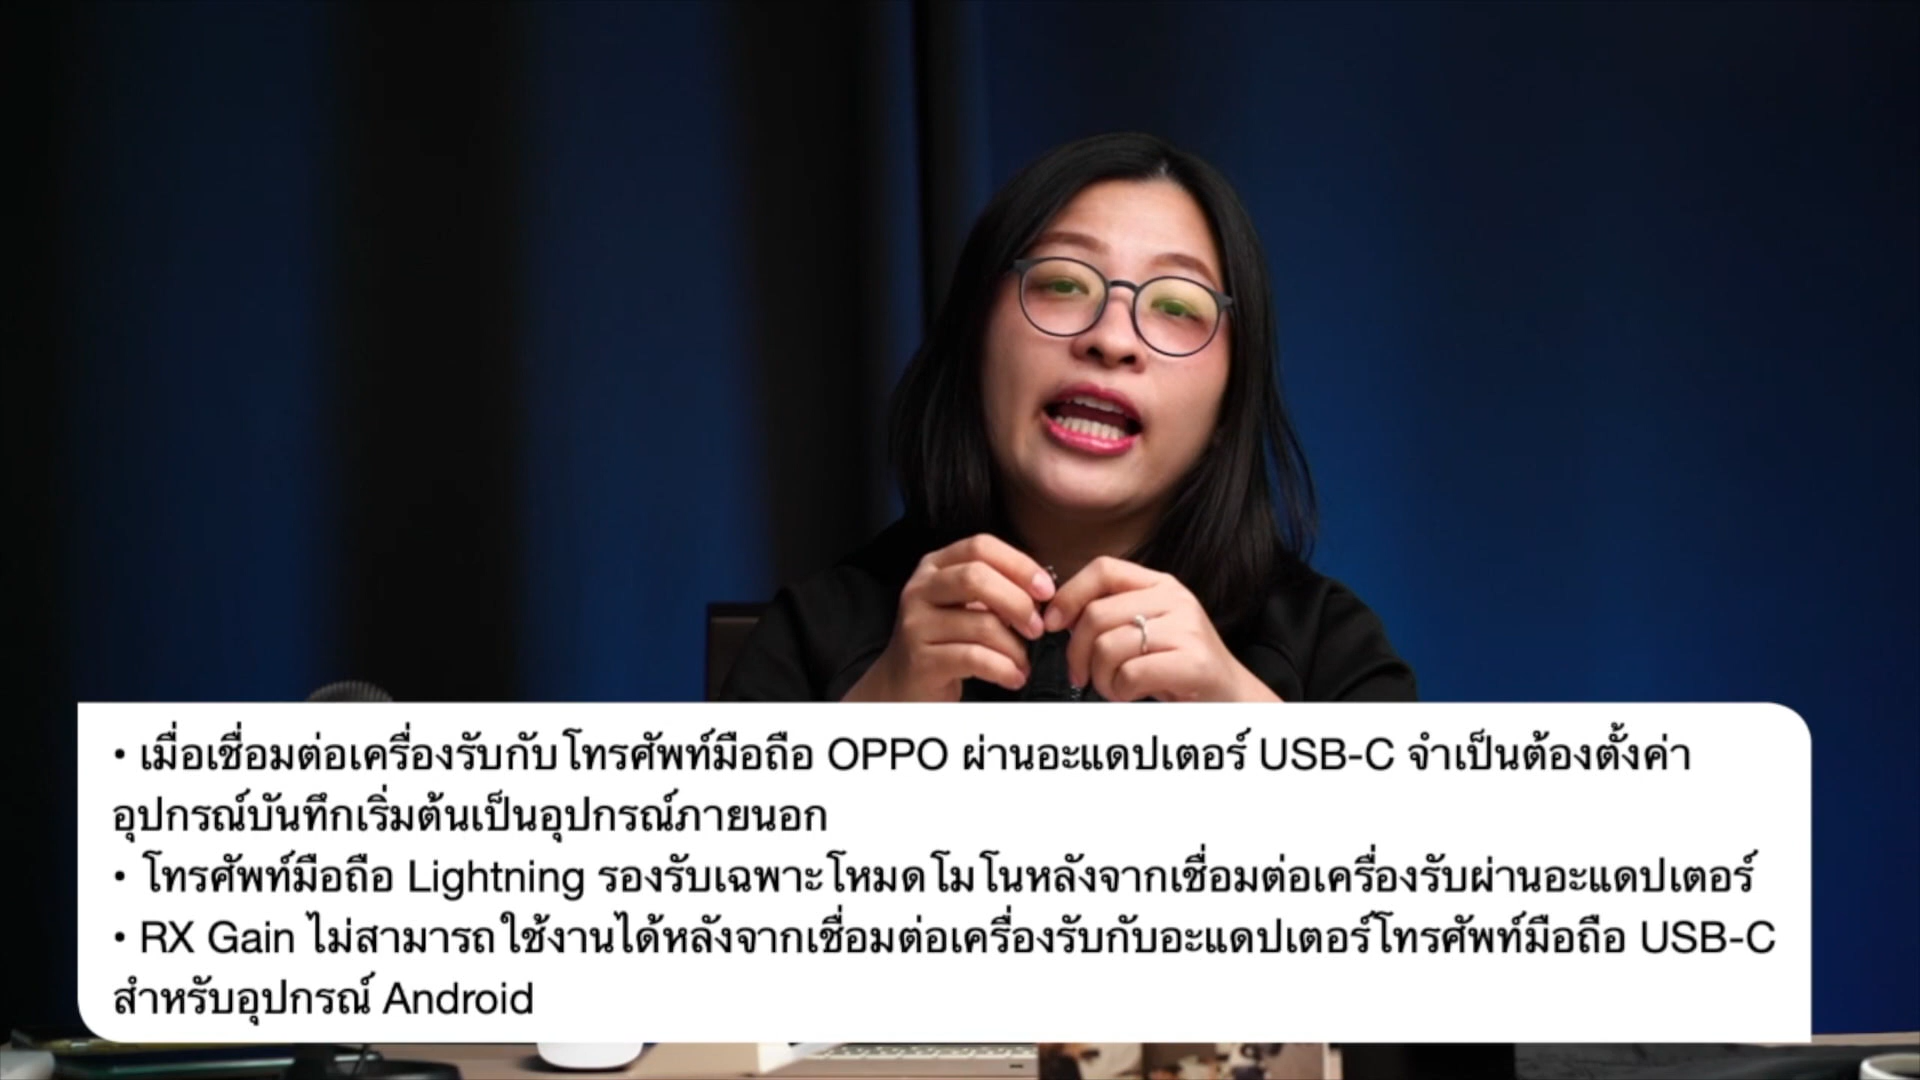 • เมื่อเชื่อมต่อเครื่องรับกับโทรศัพท์มือถือ OPPO ผ่านอะแดปเตอร์ USB-C จำเป็นต้องตั้งค่า
อุปกรณ์บันทึกเริ่มต้นเป็นอุปกรณ์ภายนอก
• โทรศัพท์มือถือ Lightning รองรับเฉพาะโหมดโมโนหลังจากเชื่อมต่อเครื่องรับผ่านอะแดปเตอร์
• RX Gain ไม่สามารถใช้งานได้หลังจากเชื่อมต่อเครื่องรับกับอะแดปเตอร์โทรศัพท์มือถือ USB-C
สำหรับอุปกรณ์ Android